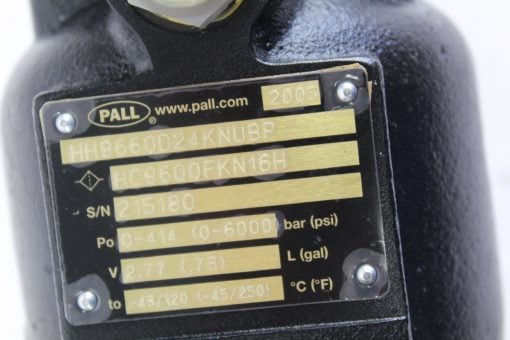 PALL www.pall.com 2005
HH9660C24KNUBP
HC9600FKN16H
S/N 215180
Po 0-414 (0-6000) bar (psi)
V 2.77 (.73) L (gal)
to -43/120 (-45/250) °C (°F)